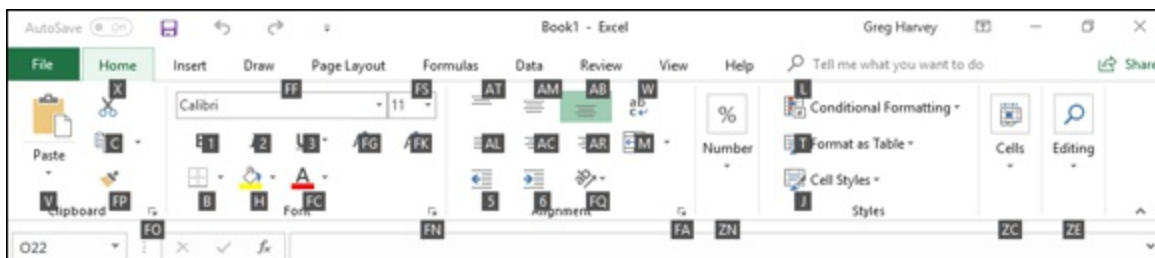 AutoSave Off Book1 - Excel Greg Harvey
File Home Insert Draw Page Layout Formulas Data Review View Help Tell me what you want to do Share
X FF FS AT AM AB W L
Calibri 11 ab c Conditional Formatting
%
C 1 2 3 FG FK AL AC AR M T Format as Table
Paste Number Cells Editing
Cell Styles
V FP B H FC 5 6 FQ J
Clipboard Font Alignment Styles
FO FN FA ZN ZC ZE
O22 fx